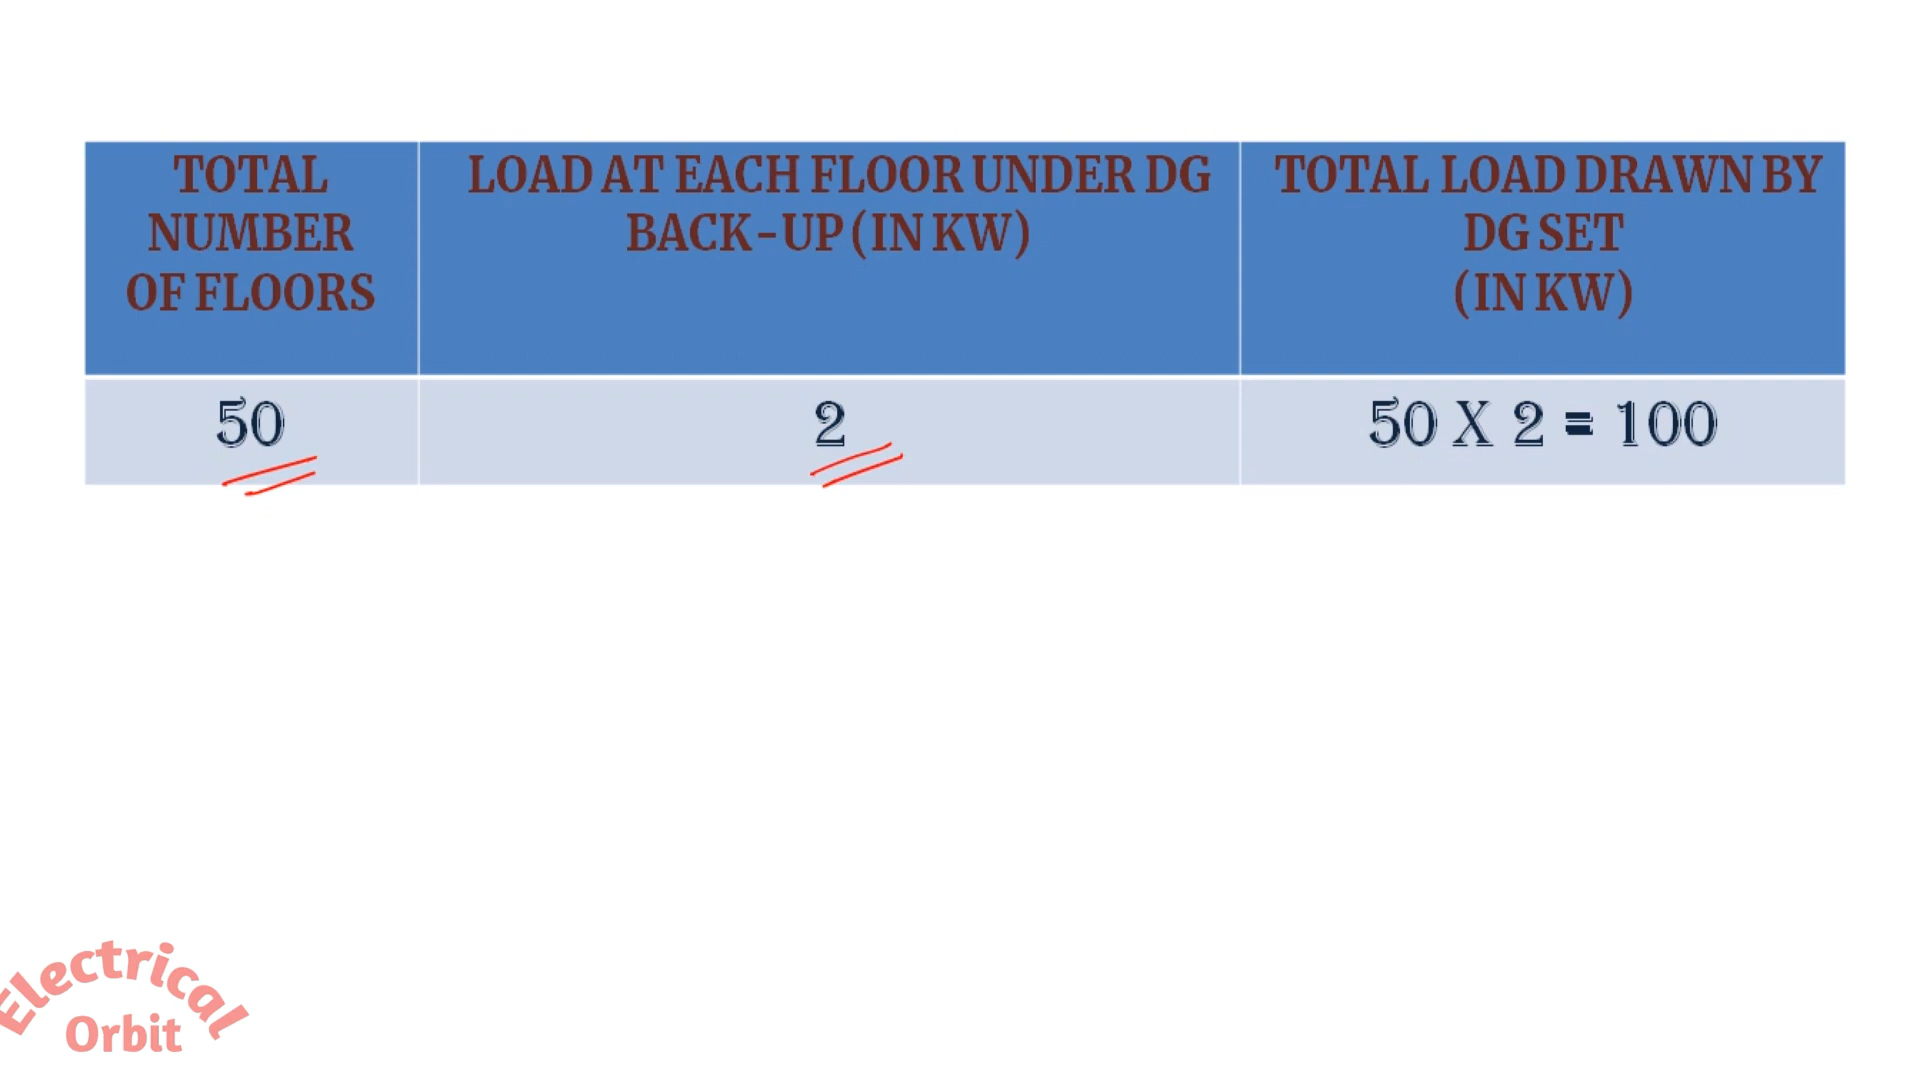 TOTAL
NUMBER
OF FLOORS
LOAD AT EACH FLOOR UNDER DG
BACK-UP (IN KW)
TOTAL LOAD DRAWN BY
DG SET
(IN KW)
50
2
50 X 2 = 100
Electrical
Orbit